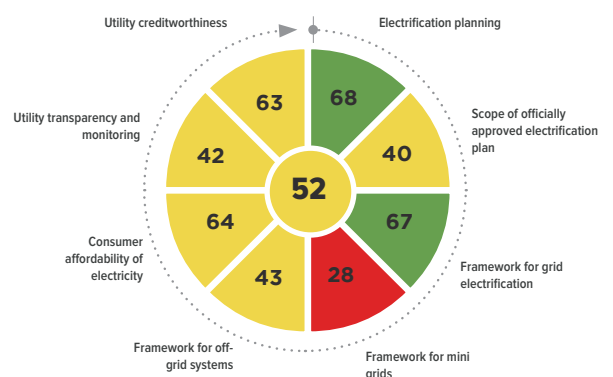 Utility creditworthiness
Electrification planning
63
68
Utility transparency and
monitoring
Scope of officially
approved electrification
plan
42
40
52
64
67
Consumer
affordability of
electricity
Framework for grid
electrification
43
28
Framework for off-
grid systems
Framework for mini
grids